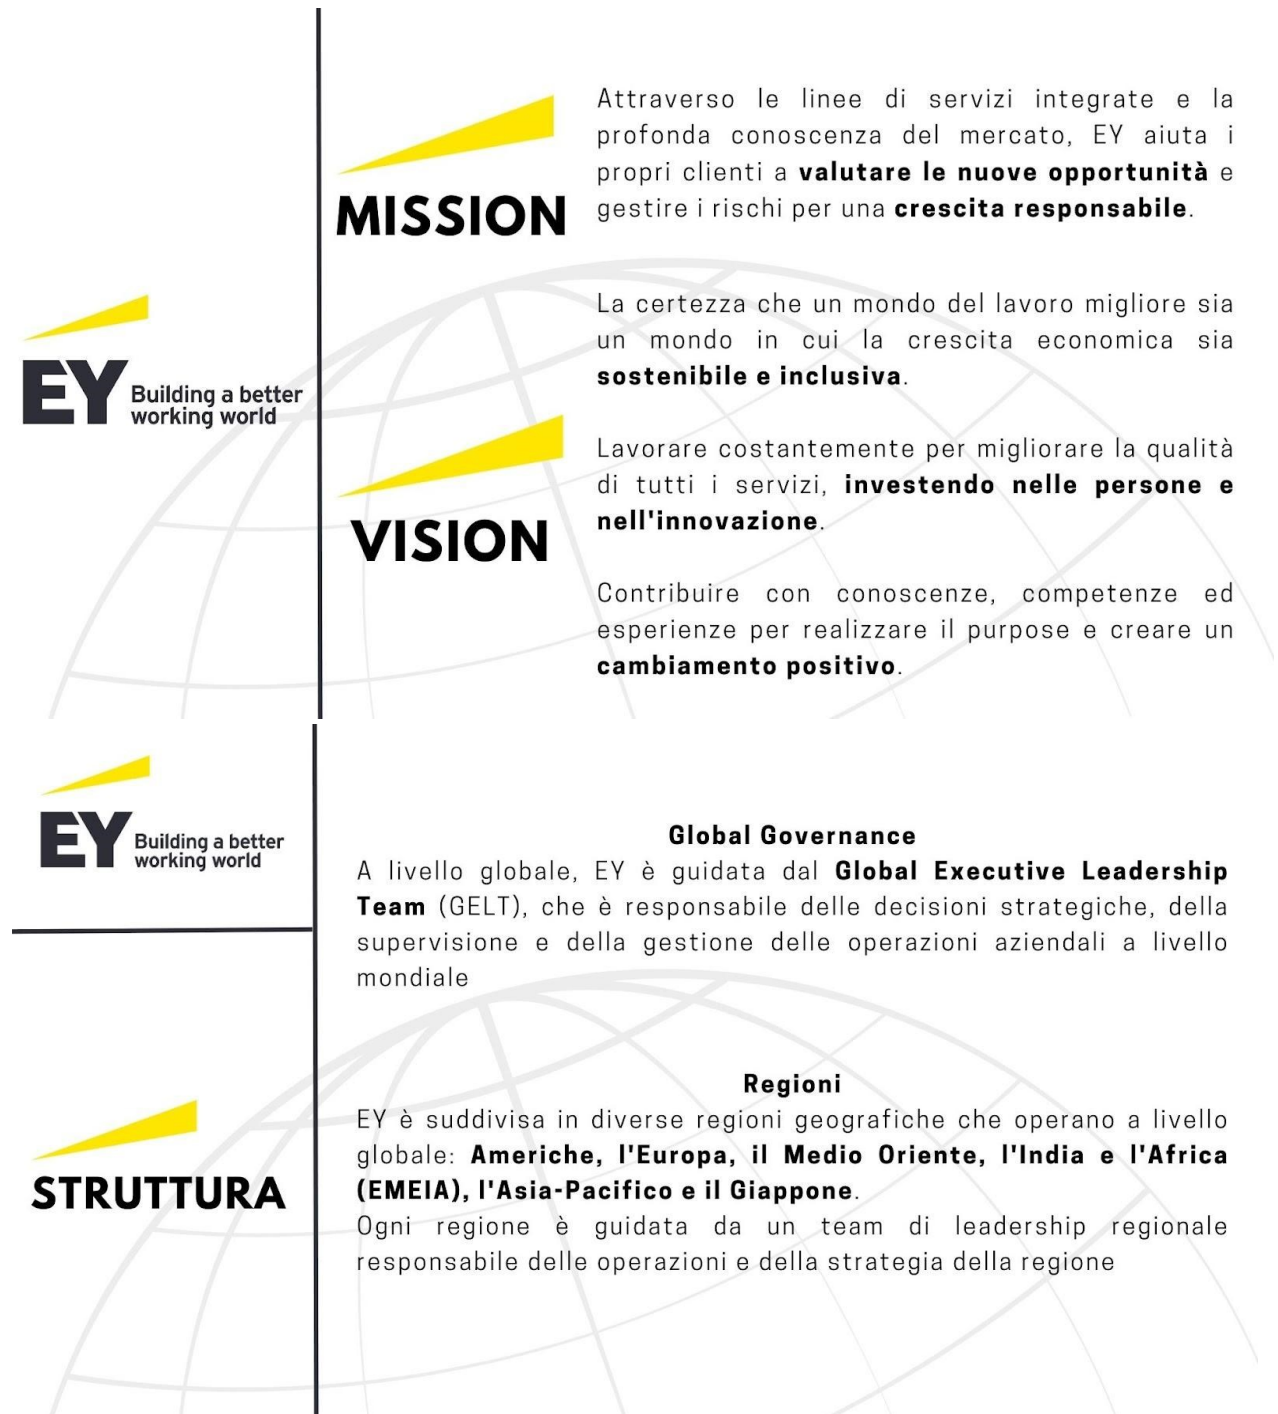 MISSION
Attraverso le linee di servizi integrate e la
profonda conoscenza del mercato, EY aiuta i
propri clienti a valutare le nuove opportunità e
gestire i rischi per una crescita responsabile.
EY Building a better
working world
VISION
La certezza che un mondo del lavoro migliore sia
un mondo in cui la crescita economica sia
sostenibile e inclusiva.
Lavorare costantemente per migliorare la qualità
di tutti i servizi, investendo nelle persone e
nell'innovazione.
Contribuire con conoscenze, competenze ed
esperienze per realizzare il purpose e creare un
cambiamento positivo.
EY Building a better
working world
STRUTTURA
Global Governance
A livello globale, EY è guidata dal Global Executive Leadership
Team (GELT), che è responsabile delle decisioni strategiche, della
supervisione e della gestione delle operazioni aziendali a livello
mondiale
Regioni
EY è suddivisa in diverse regioni geografiche che operano a livello
globale: Americhe, l'Europa, il Medio Oriente, l'India e l'Africa
(EMEIA), l'Asia-Pacifico e il Giappone.
Ogni regione è guidata da un team di leadership regionale
responsabile delle operazioni e della strategia della regione